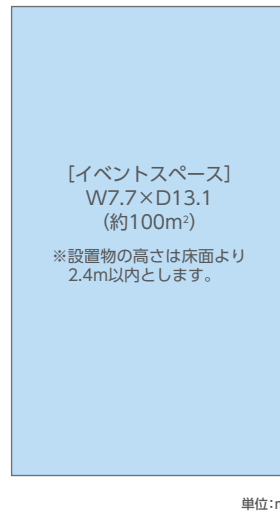 [イベントスペース]
W7.7×D13.1
(約100m²)
※設置物の高さは床面より
2.4m以内とします。
単位: